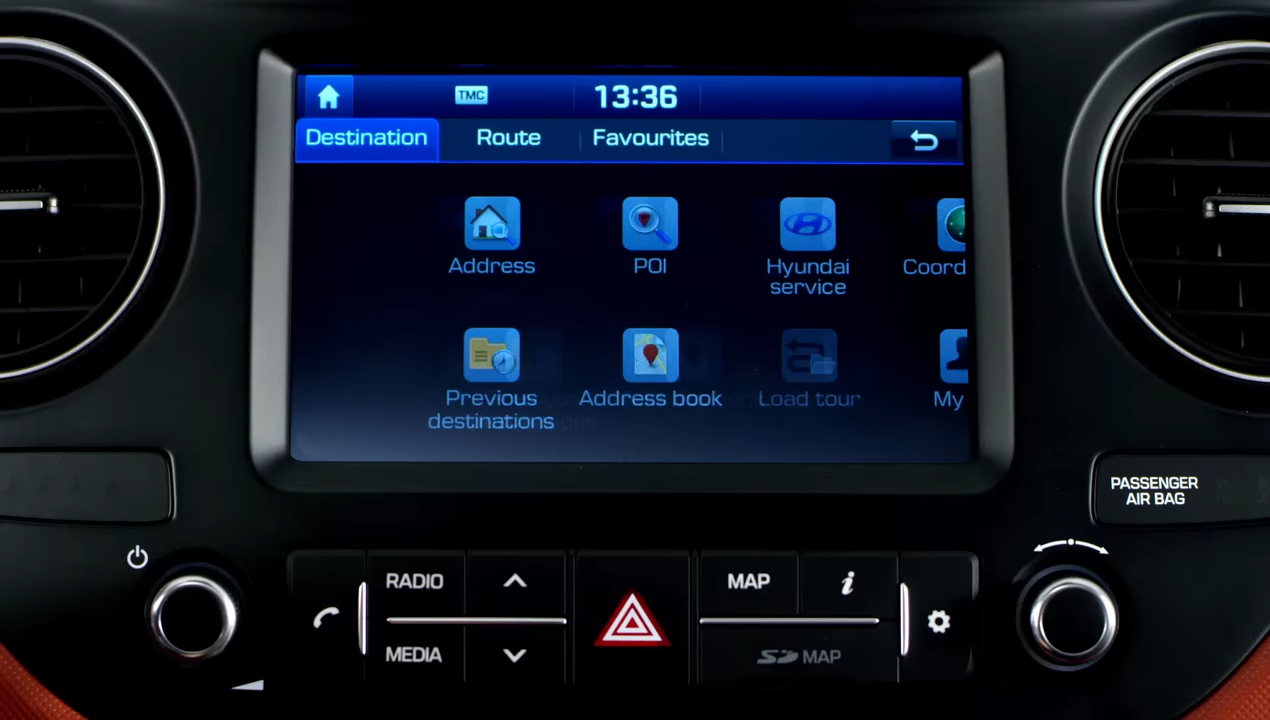 TMC
13:36
Destination
Route
Favourites
Address
POI
Hyundai
service
Coord
Previous
destinations
Address book
Load tour
My
PASSENGER
AIR BAG
RADIO
MEDIA
MAP
i
SD MAP